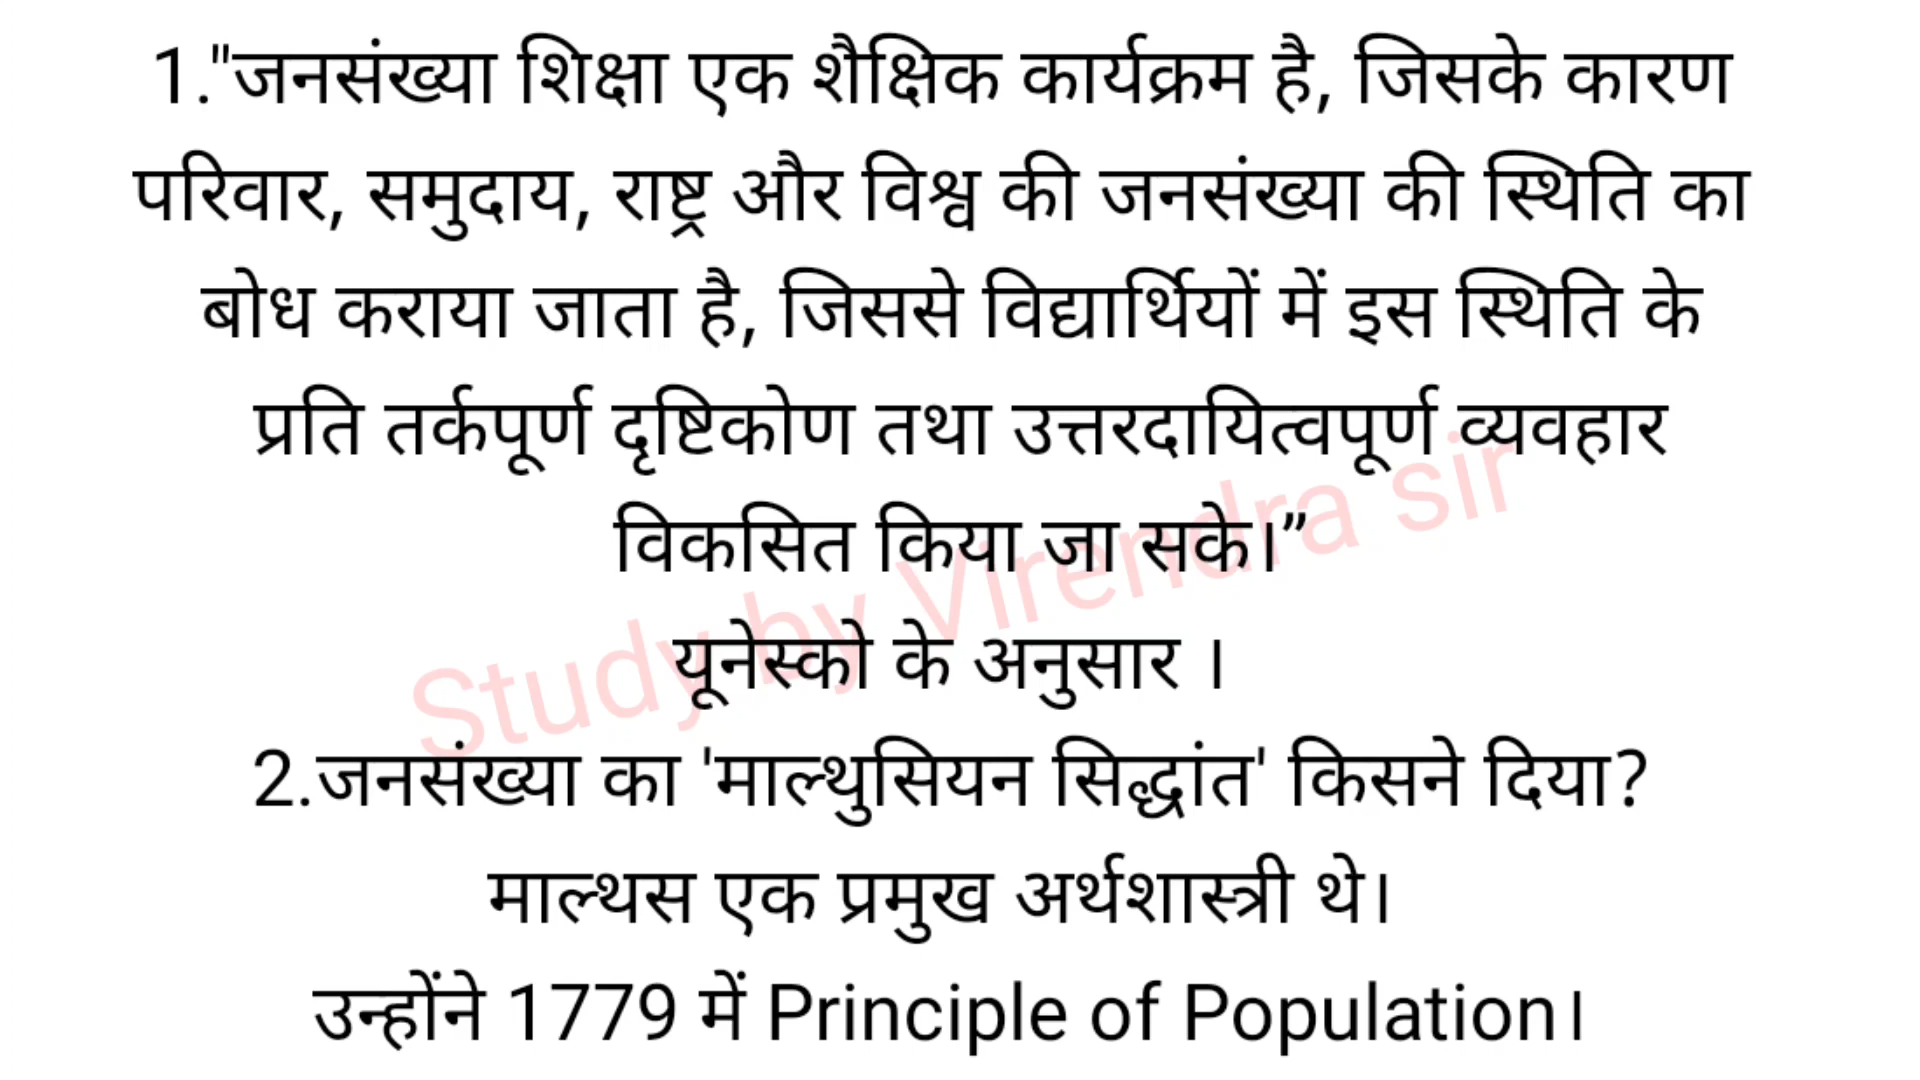 1."जनसंख्या शिक्षा एक शैक्षिक कार्यक्रम है, जिसके कारण
परिवार, समुदाय, राष्ट्र और विश्व की जनसंख्या की स्थिति का
बोध कराया जाता है, जिससे विद्यार्थियों में इस स्थिति के
प्रति तर्कपूर्ण दृष्टिकोण तथा उत्तरदायित्वपूर्ण व्यवहार
विकसित किया जा सके।”
यूनेस्को के अनुसार ।
2.जनसंख्या का 'माल्थुसियन सिद्धांत' किसने दिया?
माल्थस एक प्रमुख अर्थशास्त्री थे।
उन्होंने 1779 में Principle of Population।
Study by Virendra sir